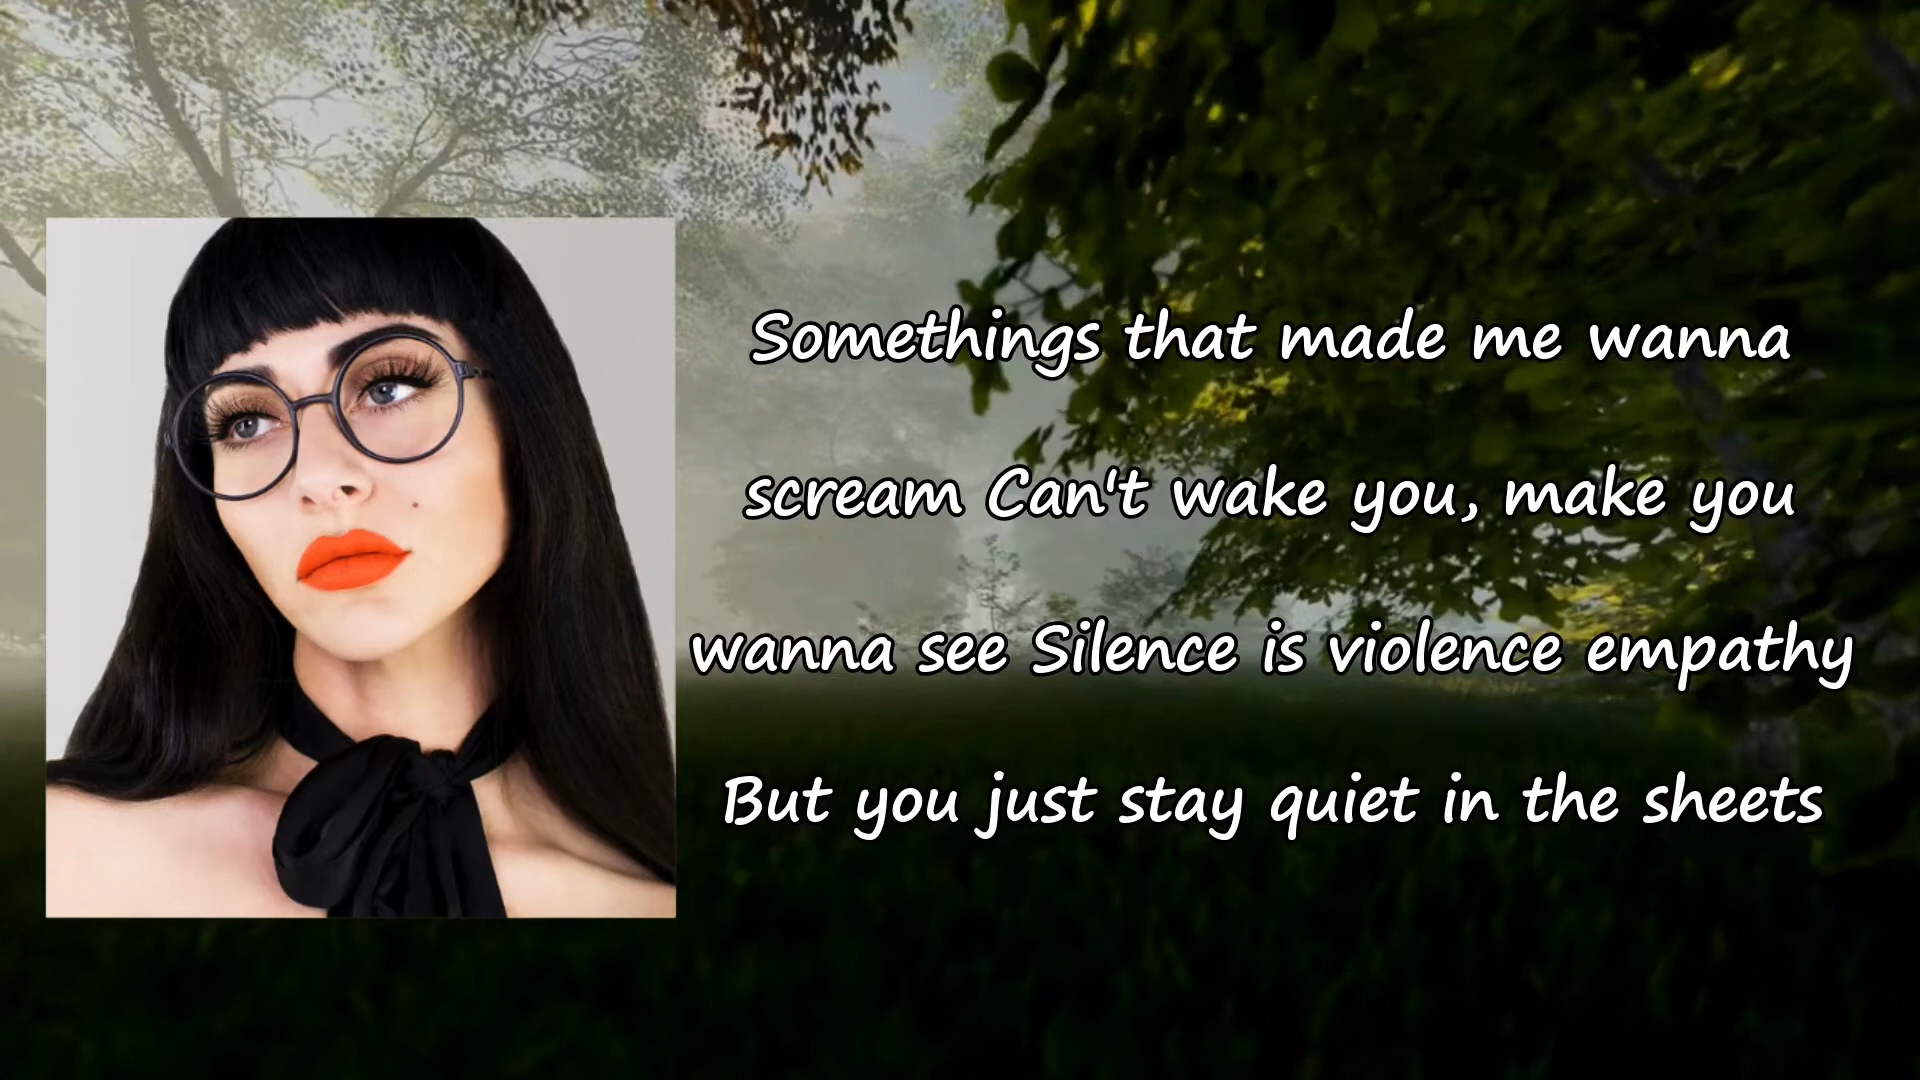 Somethings that made me wanna
scream Can't wake you, make you
wanna see Silence is violence empathy
But you just stay quiet in the sheets